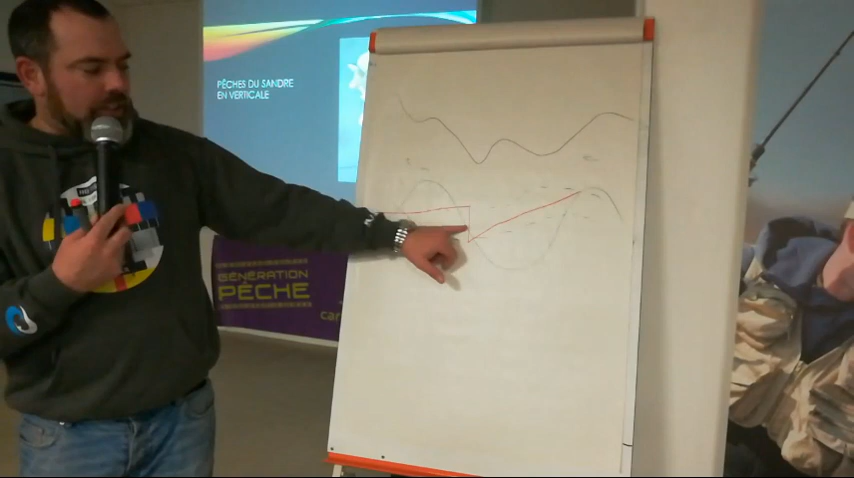 PÊCHES DU SANDRE
EN VERTICALE
GÉNÉRATION
PÊCHE